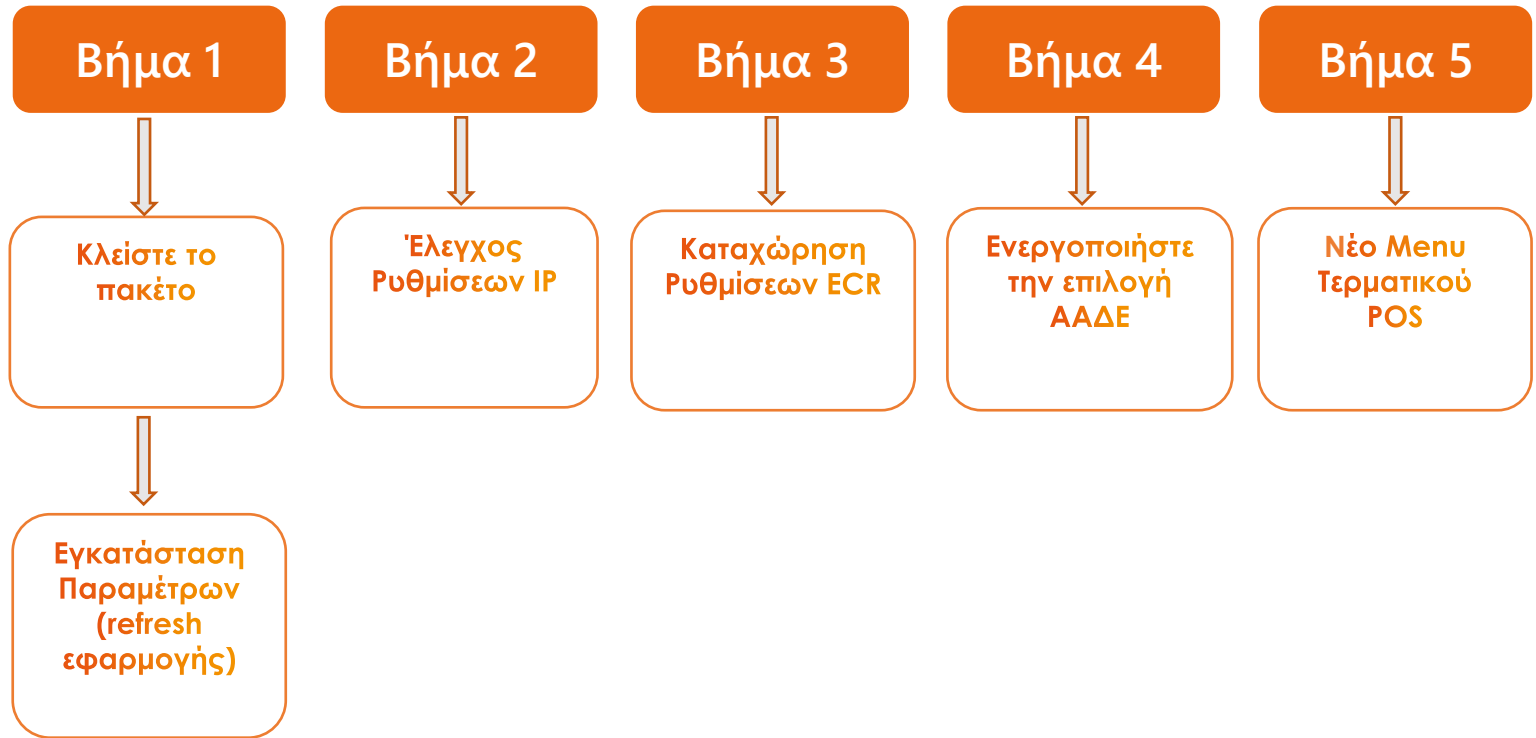 Βήμα 1
Βήμα 2
Βήμα 3
Βήμα 4
Βήμα 5
Κλείστε το
πακέτο
Έλεγχος
Ρυθμίσεων IP
Καταχώρηση
Ρυθμίσεων ECR
Ενεργοποιήστε
την επιλογή
ΑΑΔΕ
Νέο Menu
Τερματικού
POS
Εγκατάσταση
Παραμέτρων
(refresh
εφαρμογής)